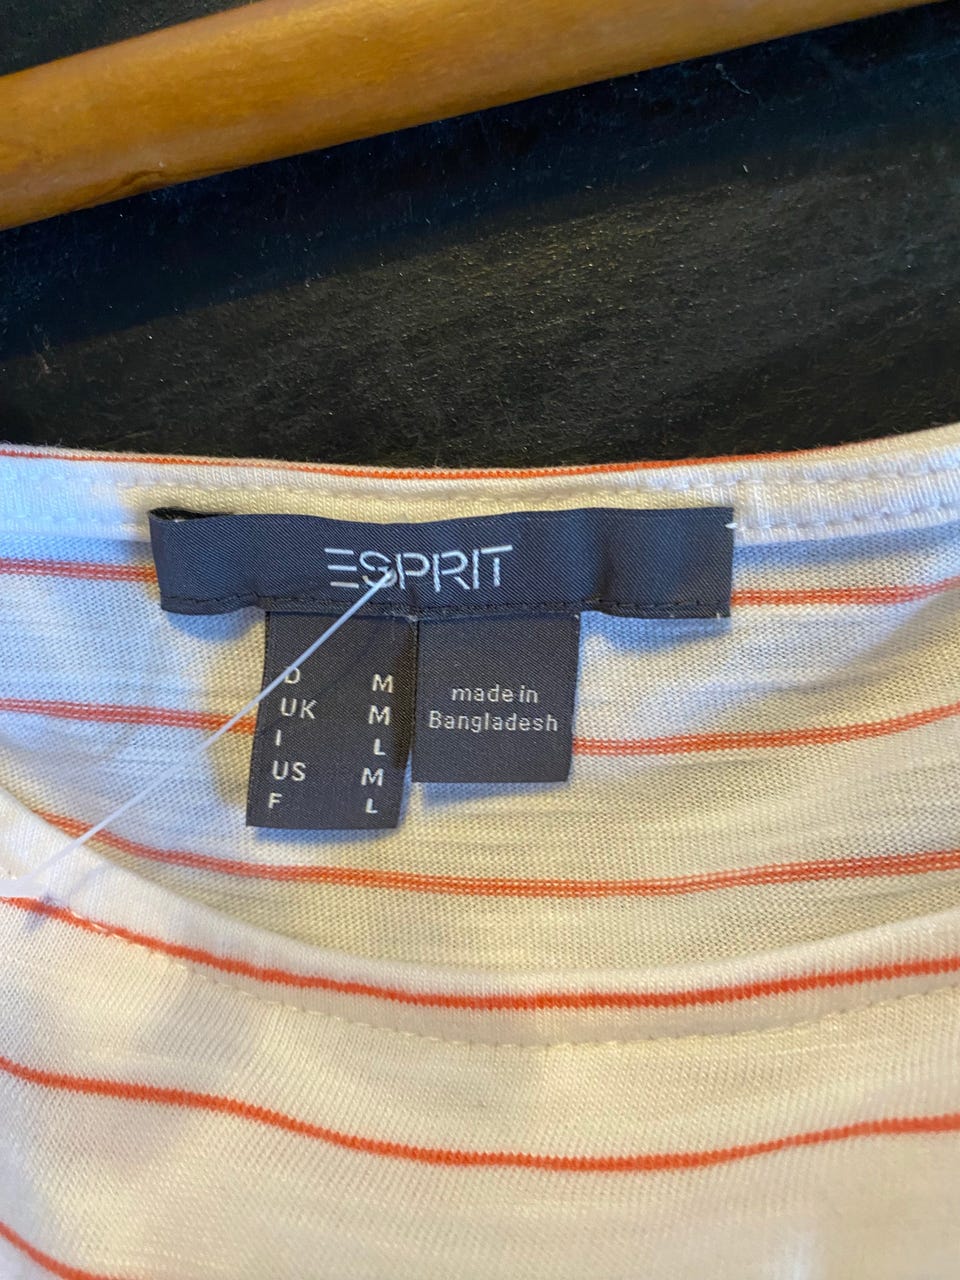 ESPRIT
D M
UK M
I L
US M
F L
made in
Bangladesh